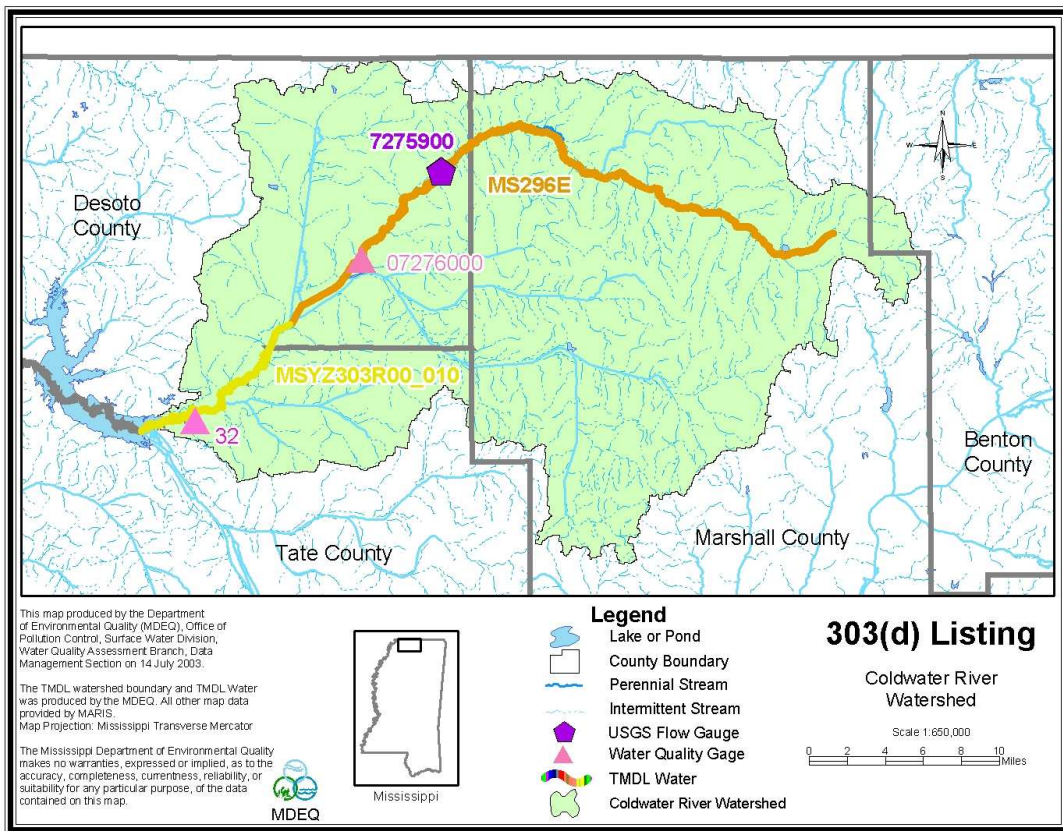 7275900
MS296E
Desoto
County
07276000
MSYZ303R00_010
32
Benton
County
Marshall County
Tate County
N
W
E
S
This map produced by the Department
of Environmental Quality (MDEQ), Office of
Pollution Control, Surface Water Division,
Water Quality Assessment Branch, Data
Management Section on 14 July 2003.
The TMDL watershed boundary and TMDL Water
was produced by the MDEQ. All other map data
provided by MARIS.
Map Projection: Mississippi Transverse Mercator
The Mississippi Department of Environmental Quality
makes no warranties, expressed or implied, as to the
accuracy, completeness, currentness, reliability, or
suitability for any particular purpose, of the data
contained on this map.
MDEQ
Mississippi
Legend
Lake or Pond
County Boundary
Perennial Stream
Intermittent Stream
USGS Flow Gauge
Water Quality Gage
TMDL Water
Coldwater River Watershed
303(d) Listing
Coldwater River
Watershed
Scale 1:650,000
0 2 4 6 8 10
Miles